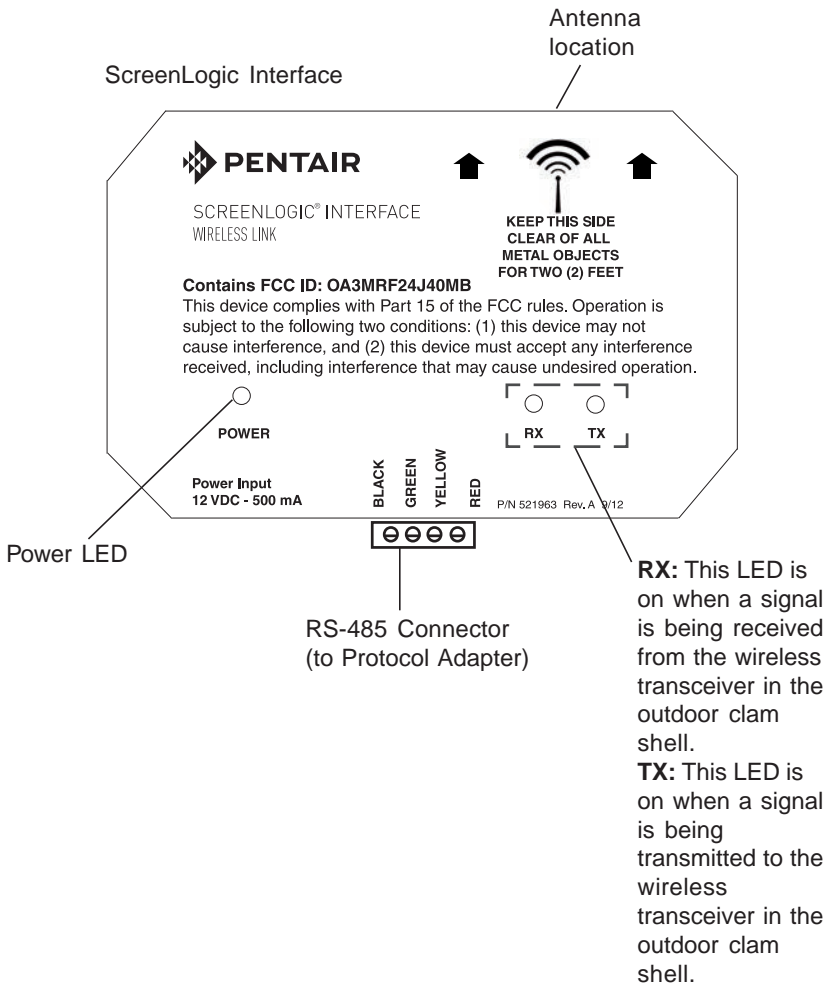 Antenna
location
ScreenLogic Interface
PENTAIR
SCREENLOGIC® INTERFACE
WIRELESS LINK
KEEP THIS SIDE
CLEAR OF ALL
METAL OBJECTS
FOR TWO (2) FEET
Contains FCC ID: OA3MRF24J40MB
This device complies with Part 15 of the FCC rules. Operation is
subject to the following two conditions: (1) this device may not
cause interference, and (2) this device must accept any interference
received, including interference that may cause undesired operation.
POWER
RX TX
Power Input
12 VDC - 500 mA
BLACK
GREEN
YELLOW
RED
P/N 521963 Rev. A 9/12
Power LED
RS-485 Connector
(to Protocol Adapter)
RX: This LED is
on when a signal
is being received
from the wireless
transceiver in the
outdoor clam
shell.
TX: This LED is
on when a signal
is being
transmitted to the
wireless
transceiver in the
outdoor clam
shell.